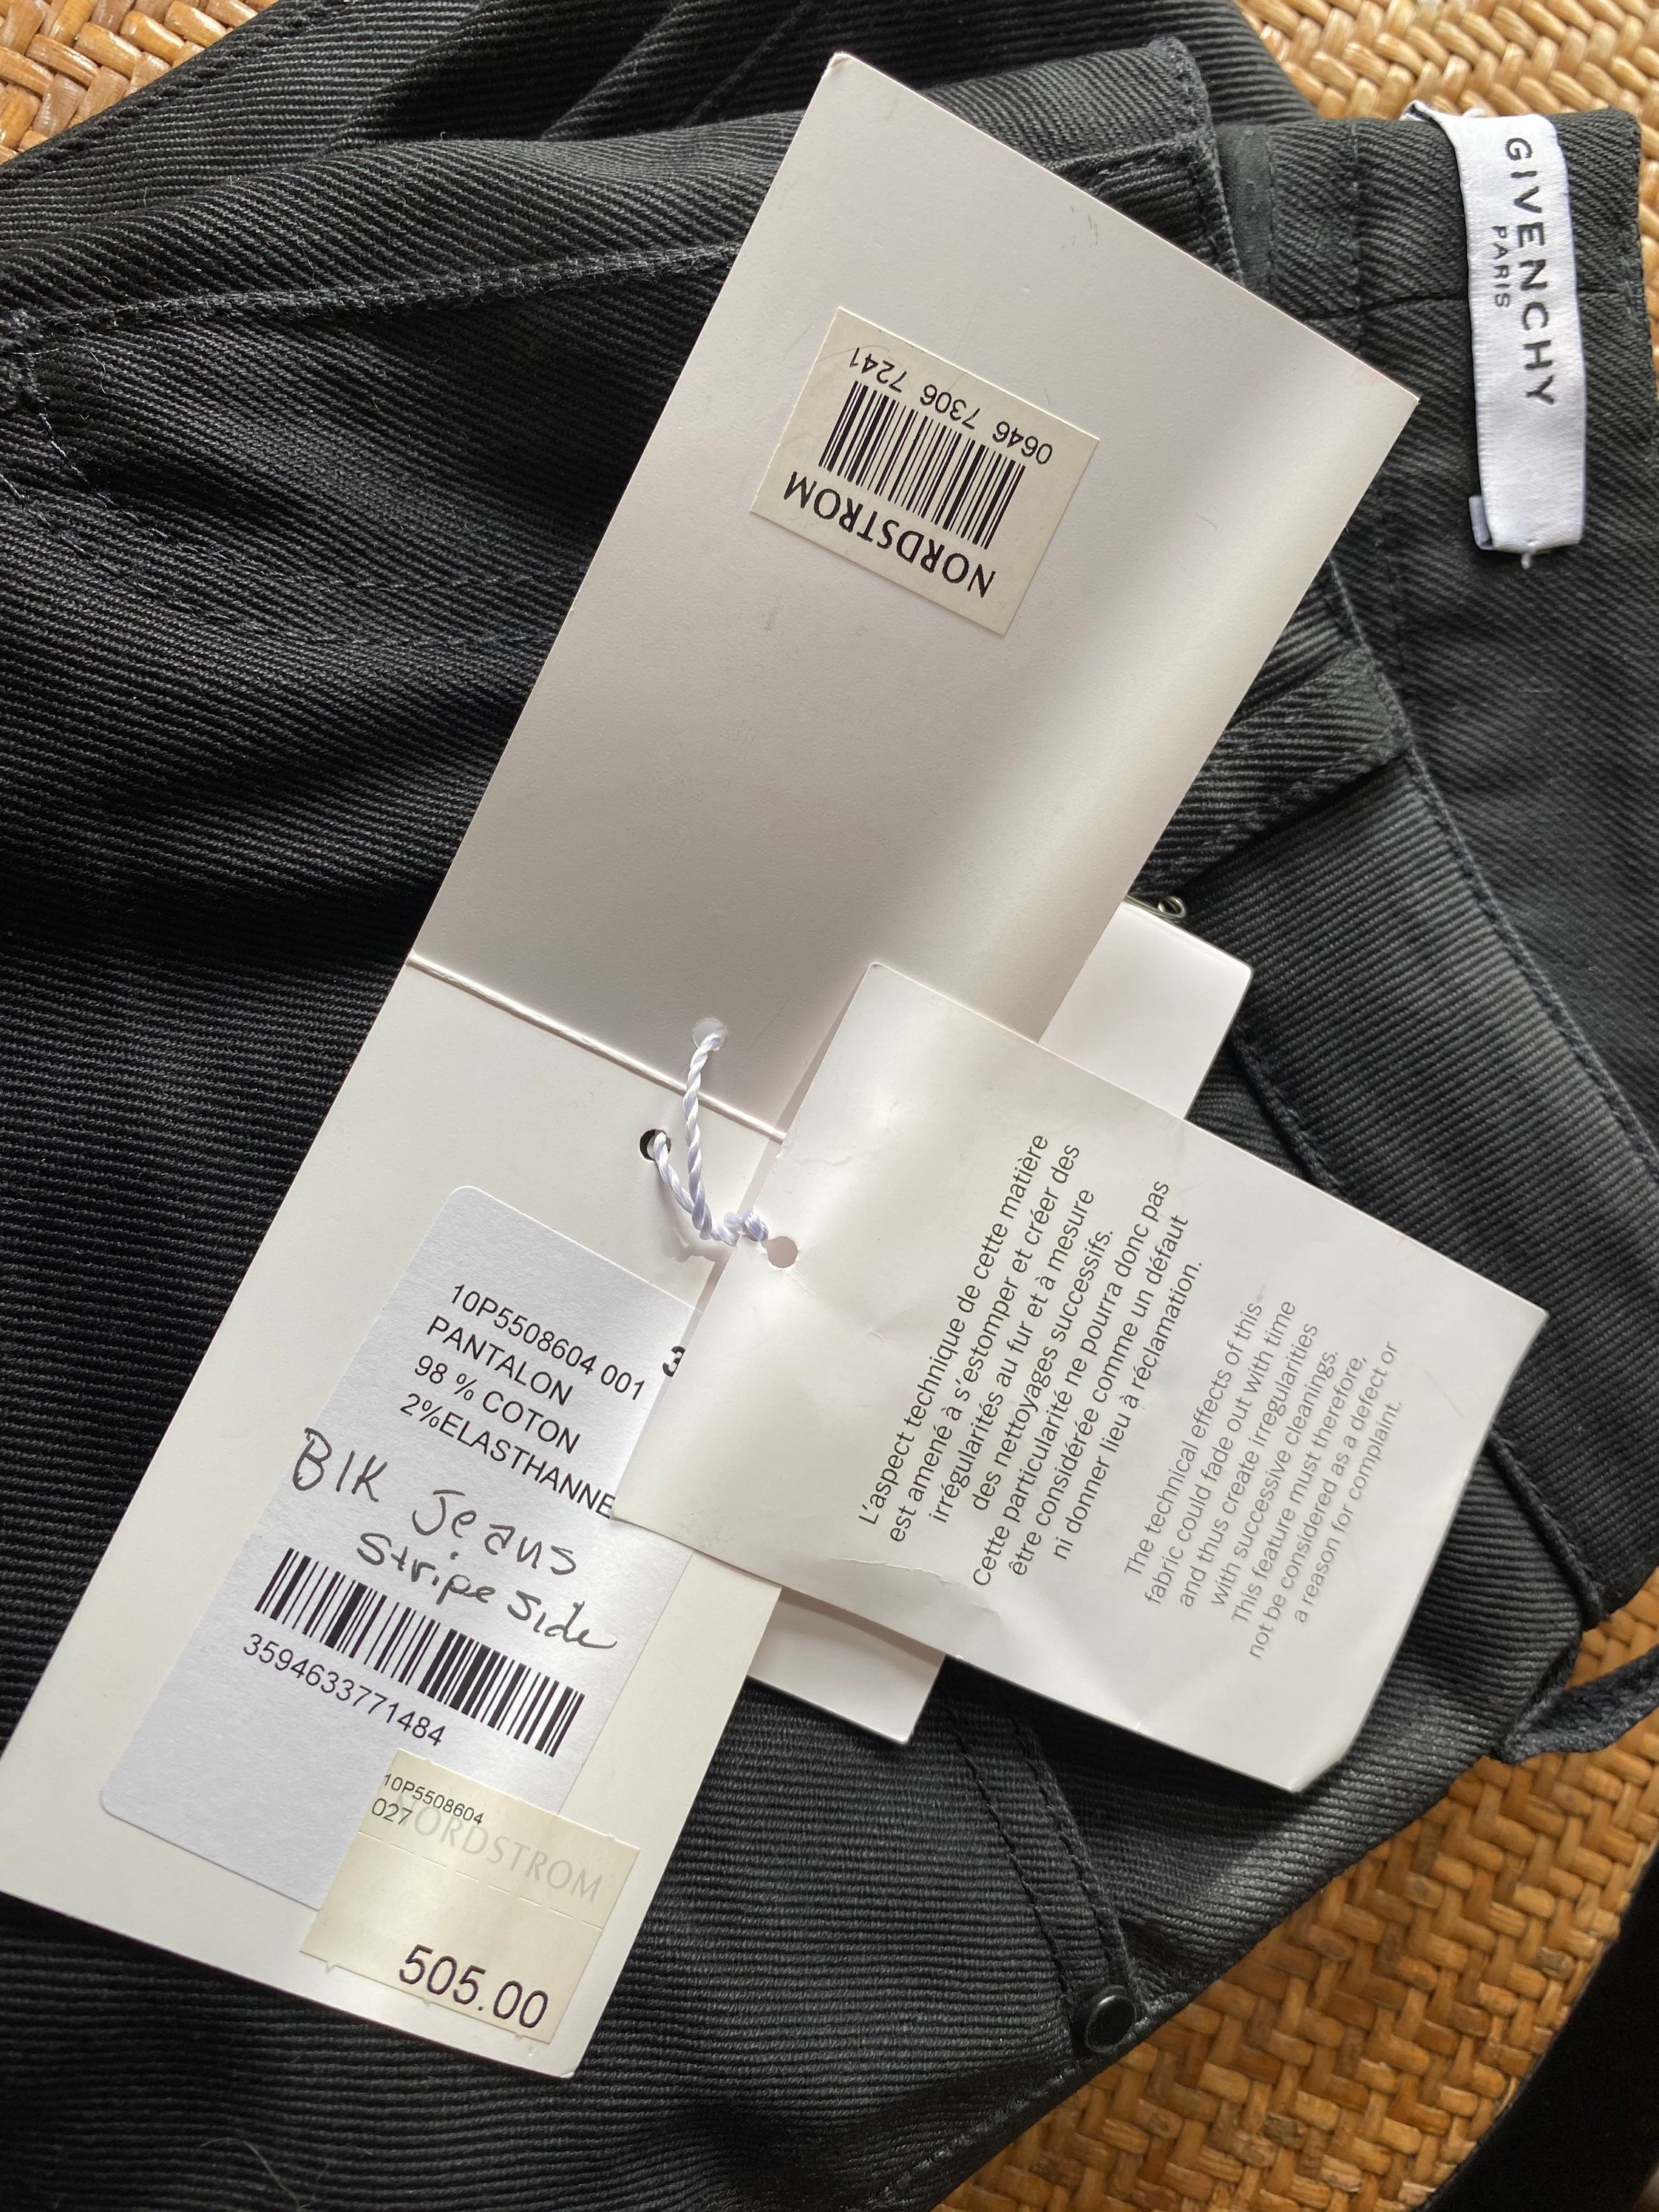 GIVENCHY
PARIS
0646 7306 7241
NORDSTROM
10P5508604 001
PANTALON
98 % COTON
2%ELASTHANNE
Blk Jeans
Stripe Side
3594633771484
10P5508604
027
NORDSTROM
505.00
L'aspect technique de cette matière
est amené à s'estomper et créer des
irrégularités au fur et à mesure
des nettoyages successifs.
Cette particularité ne pourra donc pas
être considérée comme un défaut
ni donner lieu à réclamation.
The technical effects of this
fabric could fade out with time
and thus create irregularities
with successive cleanings.
This feature must therefore,
not be considered as a defect or
a reason for complaint.